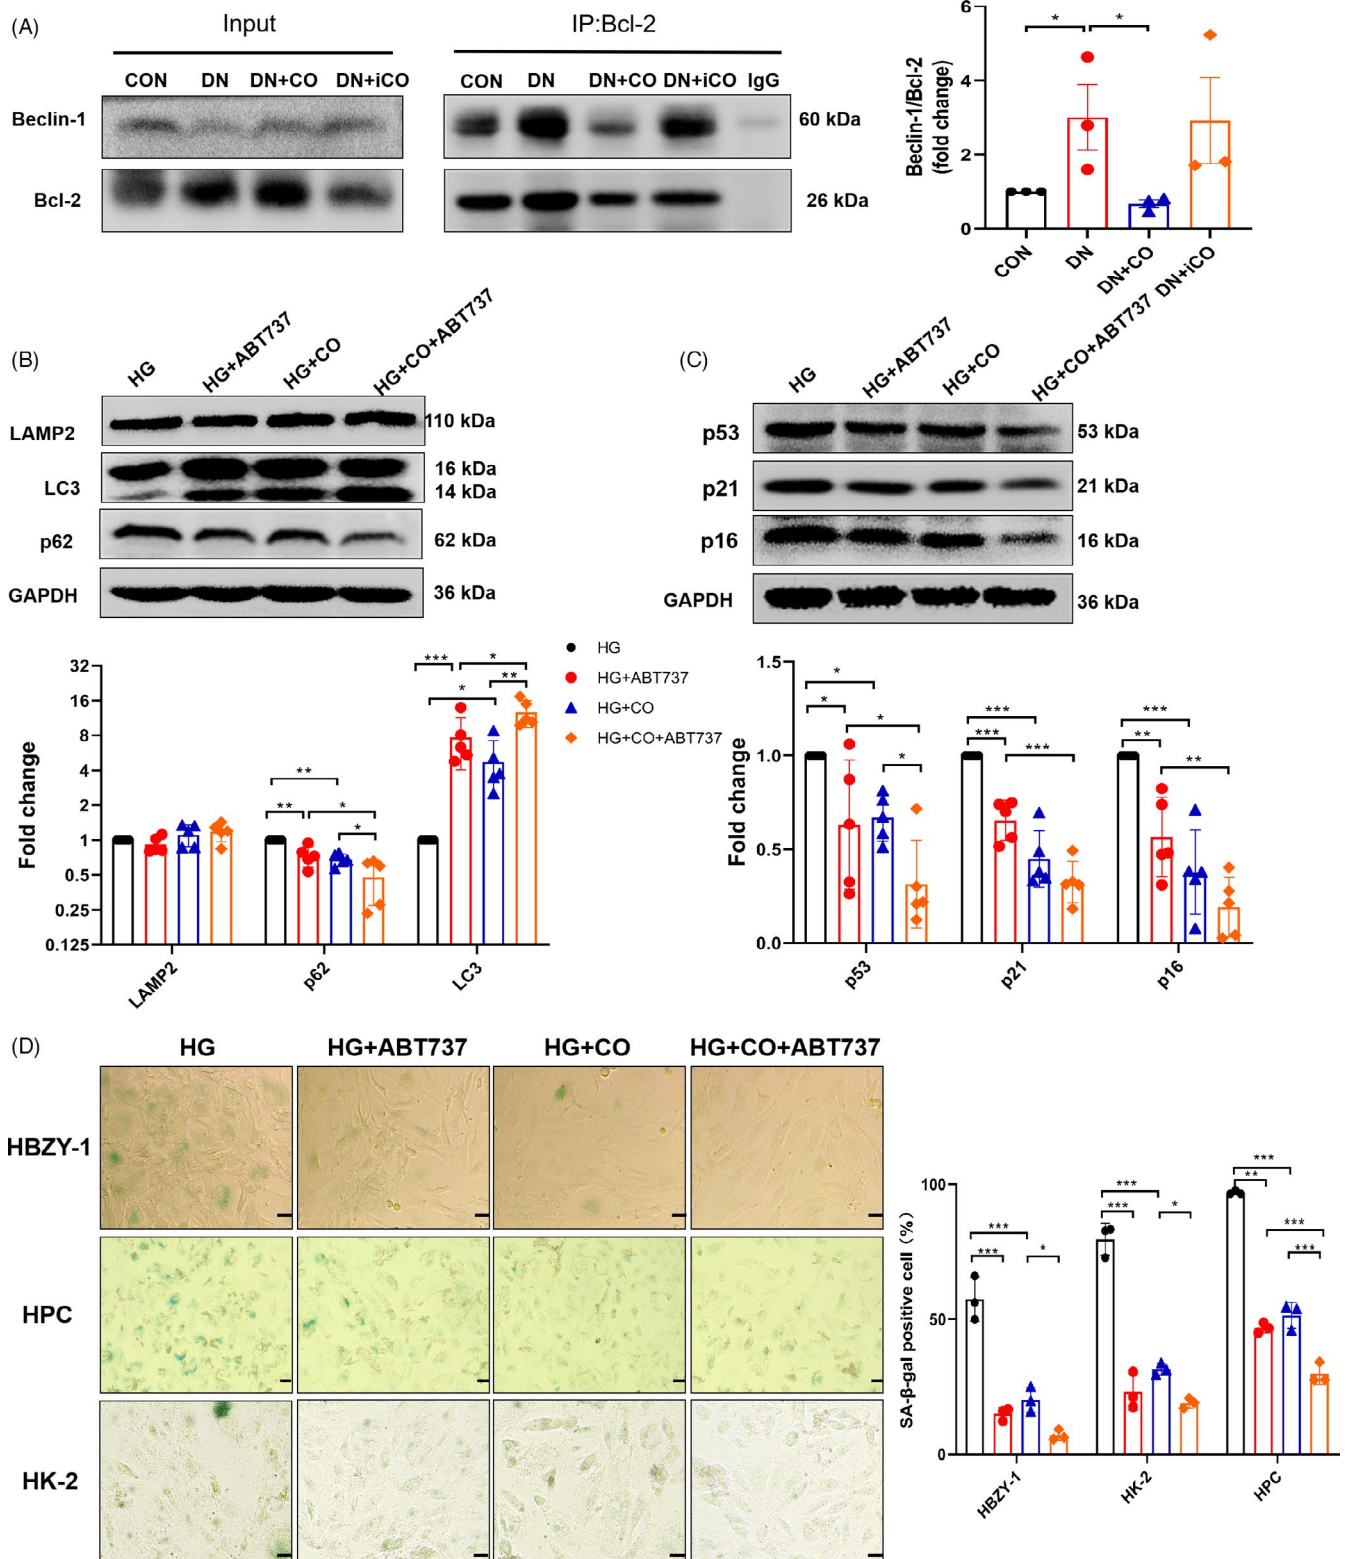 (A)
Input
IP:Bcl-2
CON DN DN+CO DN+iCO
CON DN DN+CO DN+iCO IgG
Beclin-1
60 kDa
Bcl-2
26 kDa
Beclin-1/Bcl-2
(fold change)
6
4
2
0
* *
CON DN DN+CO DN+iCO
(B)
HG HG+ABT737 HG+CO HG+CO+ABT737
LAMP2
110 kDa
LC3
16 kDa
14 kDa
p62
62 kDa
GAPDH
36 kDa
Fold change
32
16
8
4
2
1
0.5
0.25
0.125
** ** * *
*** * * **
LAMP2 p62 LC3
HG
HG+ABT737
HG+CO
HG+CO+ABT737
(C)
HG HG+ABT737 HG+CO HG+CO+ABT737
p53
53 kDa
p21
21 kDa
p16
16 kDa
GAPDH
36 kDa
Fold change
1.5
1.0
0.5
0.0
* * * *
*** *** ***
*** ** **
p53 p21 p16
(D)
HG HG+ABT737 HG+CO HG+CO+ABT737
HBZY-1
HPC
HK-2
SA-β-gal positive cell (%)
100
50
0
*** *** *
*** *** *
*** ** *** ***
HBZY-1 HK-2 HPC